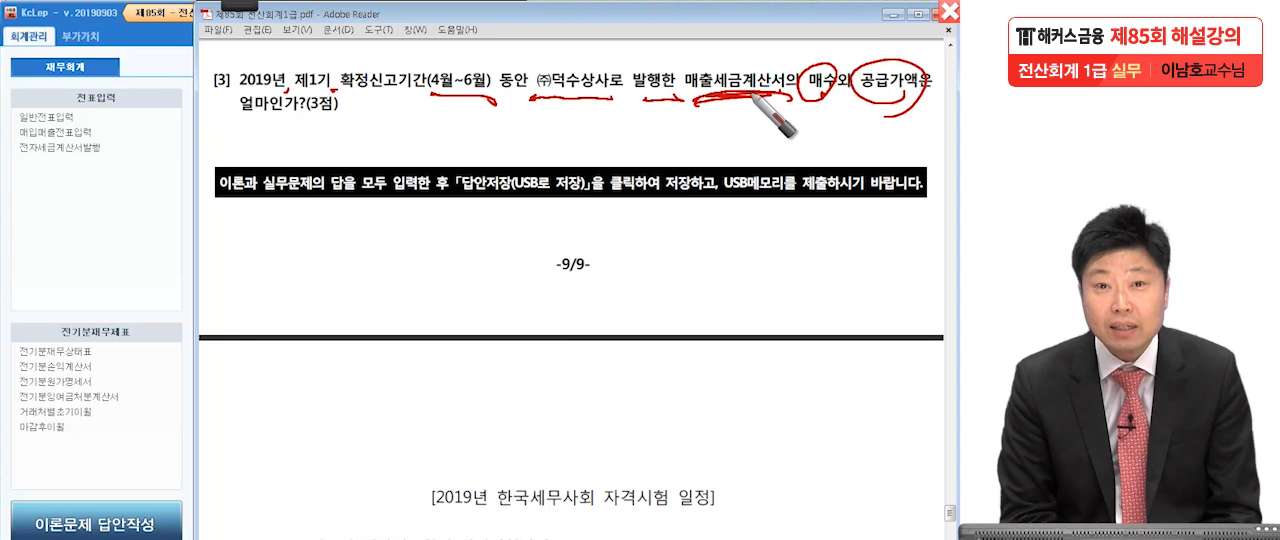 KcLep - v.20190903
제85회 - 전산
제85회 전산회계1급.pdf - Adobe Reader
회계관리 부가가치
파일(F) 편집(E) 보기(V) 문서(D) 도구(T) 창(W) 도움말(H)
재무회계
전표입력
일반전표입력
매입매출전표입력
전자세금계산서발행
전기분재무제표
전기분재무상태표
전기분손익계산서
전기분원가명세서
전기분잉여금처분계산서
거래처별초기이월
마감후이월
이론문제 답안작성
[3] 2019년 제1기 확정신고기간(4월~6월) 동안 ㈜덕수상사로 발행한 매출세금계산서의 매수와 공급가액은
얼마인가?(3점)
이론과 실무문제의 답을 모두 입력한 후 「답안저장(USB로 저장)」을 클릭하여 저장하고, USB메모리를 제출하시기 바랍니다.
-9/9-
[2019년 한국세무사회 자격시험 일정]
해커스금융 제85회 해설강의
전산회계 1급 실무 이남호교수님